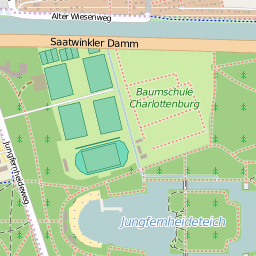 Alter Wiesenweg
Saatwinkler Damm
Baumschule
Charlottenburg
Jungfernheideweg
Jungfernheideteich